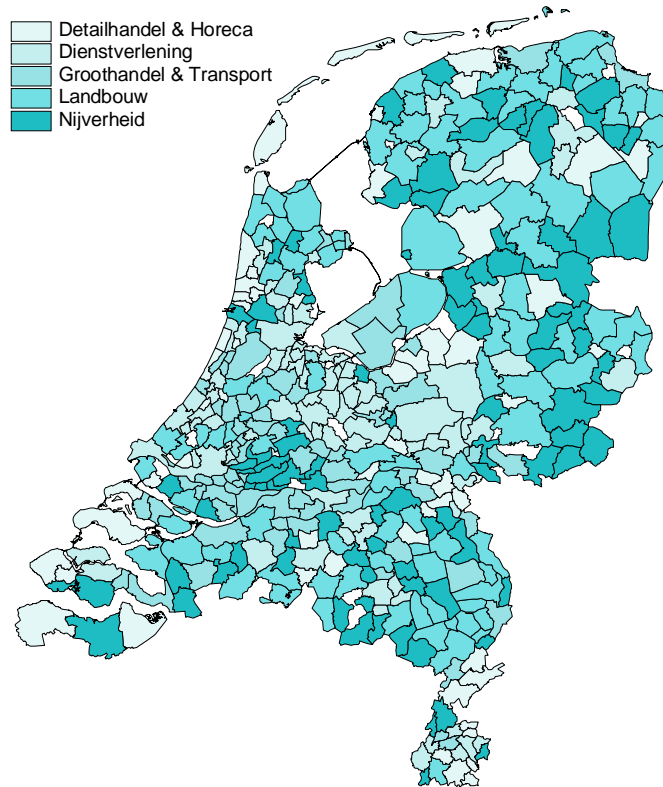 Detailhandel & Horeca
Dienstverlening
Groothandel & Transport
Landbouw
Nijverheid